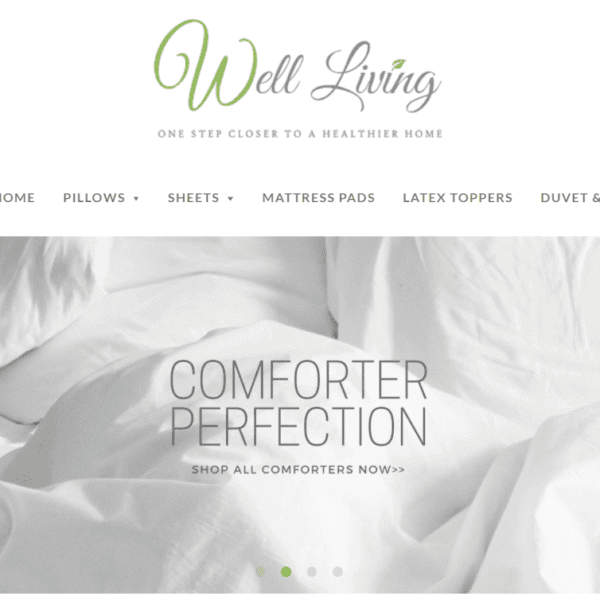 Well Living
ONE STEP CLOSER TO A HEALTHIER HOME
HOME PILLOWS SHEETS MATTRESS PADS LATEX TOPPERS DUVET &
COMFORTER
PERFECTION
SHOP ALL COMFORTERS NOW>>